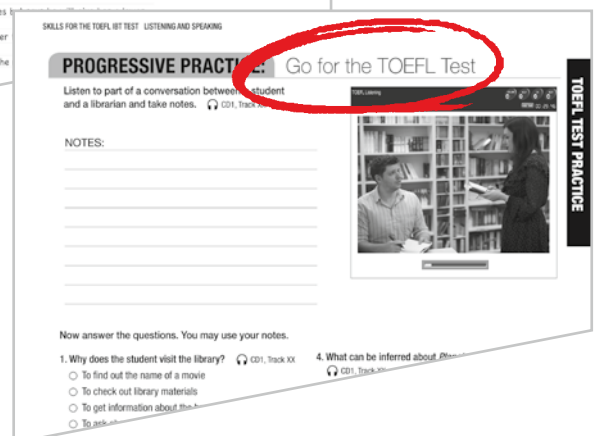 he
SKILLS FOR THE TOEFL IBT TEST LISTENING AND SPEAKING
PROGRESSIVE PRACTICE: Go for the TOEFL Test
Listen to part of a conversation between student
and a librarian and take notes. CD1, Track
TOEFL Listening
TOEFL TEST PRACTICE
NOTES:
Now answer the questions. You may use your notes.
1. Why does the student visit the library? CD1, Track XX
To find out the name of a movie
To check out library materials
To get information about the
To ask
4. What can be inferred about
CD1, Track XX